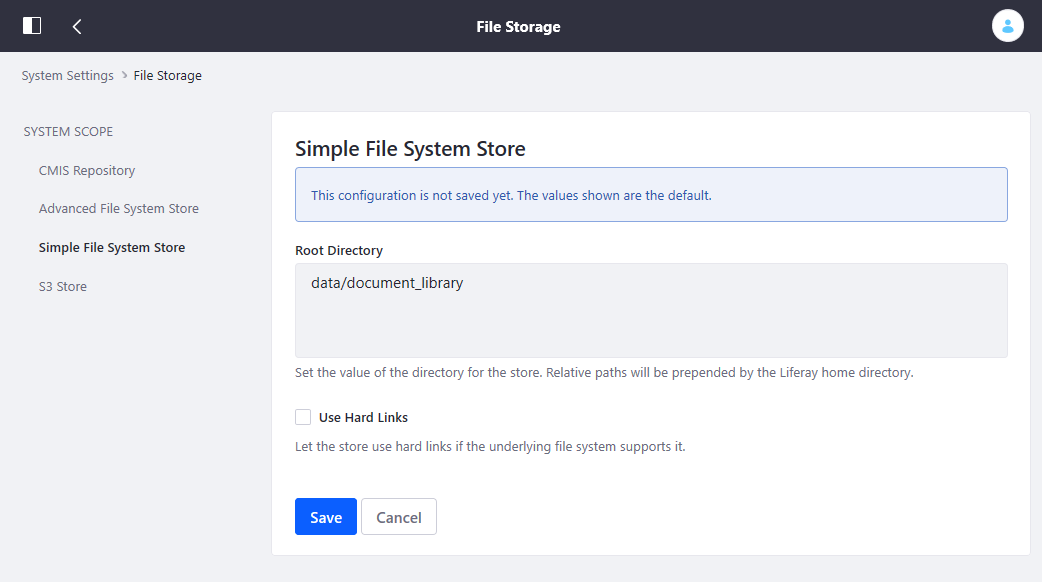 File Storage
System Settings > File Storage
SYSTEM SCOPE
CMIS Repository
Advanced File System Store
Simple File System Store
S3 Store
Simple File System Store
This configuration is not saved yet. The values shown are the default.
Root Directory
data/document_library
Set the value of the directory for the store. Relative paths will be prepended by the Liferay home directory.
Use Hard Links
Let the store use hard links if the underlying file system supports it.
Save Cancel